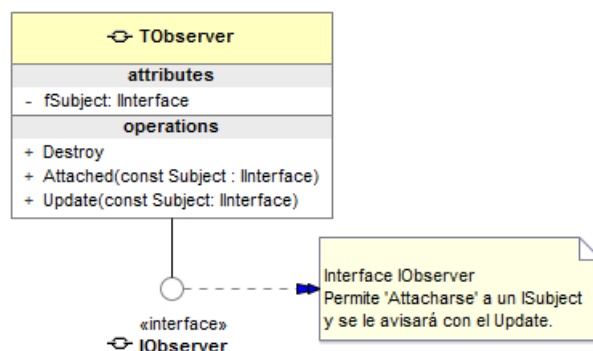 TObserver
attributes
- fSubject: IInterface
operations
+ Destroy
+ Attached(const Subject : IInterface)
+ Update(const Subject: IInterface)
Interface IObserver
Permite 'Attacharse' a un ISubject
y se le avisará con el Update.
«interface»
IObserver